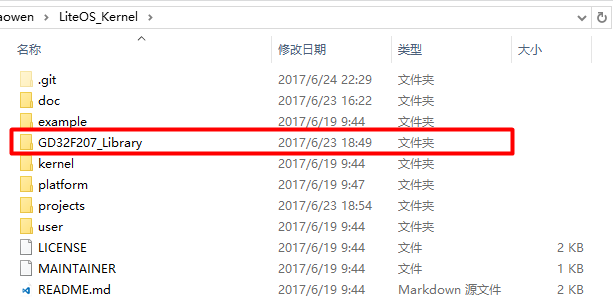 aowen > LiteOS_Kernel
名称 修改日期 类型 大小
.git 2017/6/24 22:29 文件夹
doc 2017/6/23 16:22 文件夹
example 2017/6/19 9:44 文件夹
GD32F207_Library 2017/6/23 18:49 文件夹
kernel 2017/6/19 9:44 文件夹
platform 2017/6/19 9:47 文件夹
projects 2017/6/23 18:54 文件夹
user 2017/6/19 9:44 文件夹
LICENSE 2017/6/19 9:44 文件 2 KB
MAINTAINER 2017/6/19 9:44 文件 1 KB
README.md 2017/6/19 9:44 Markdown 源文件 2 KB